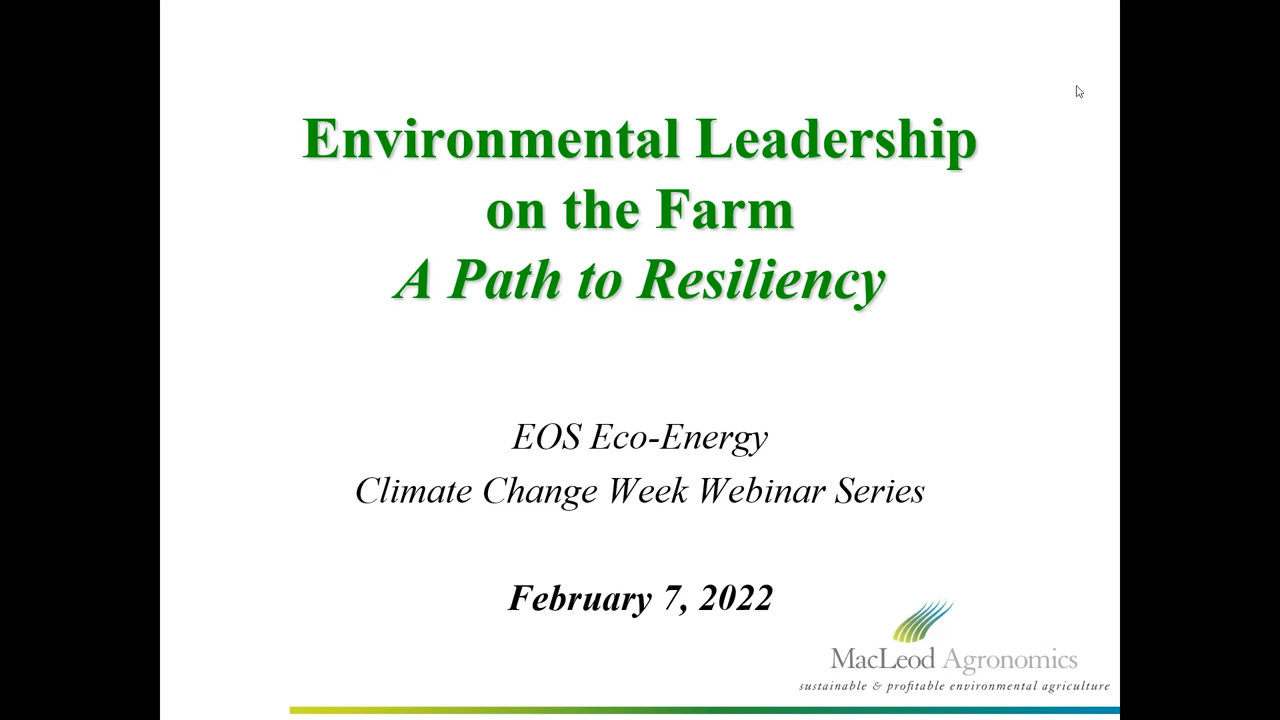 Environmental Leadership
on the Farm
A Path to Resiliency
EOS Eco-Energy
Climate Change Week Webinar Series
February 7, 2022
MacLeod Agronomics
sustainable & profitable environmental agriculture